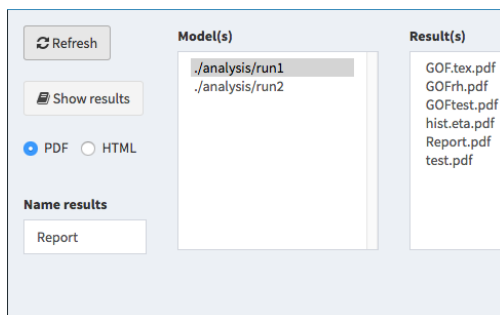 Refresh
Show results
PDF HTML
Name results
Report
Model(s)
./analysis/run1
./analysis/run2
Result(s)
GOF.tex.pdf
GOFrh.pdf
GOFtest.pdf
hist.eta.pdf
Report.pdf
test.pdf